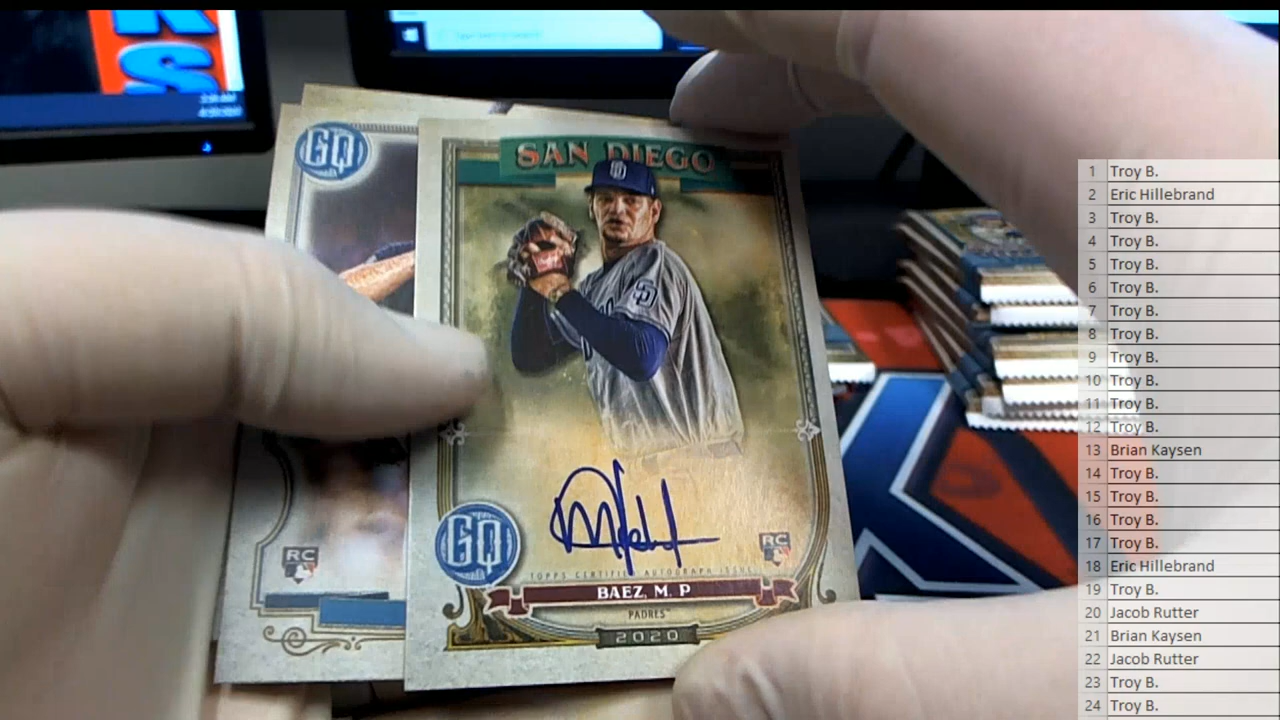 KS
GQ
SAN DIEGO
SD
GQ
RC
RC
TOPPS CERTIFIED AUTOGRAPH ISSUE
BAEZ, M. P
PADRES
2020
1 Troy B.
2 Eric Hillebrand
3 Troy B.
4 Troy B.
5 Troy B.
6 Troy B.
7 Troy B.
8 Troy B.
9 Troy B.
10 Troy B.
11 Troy B.
12 Troy B.
13 Brian Kaysen
14 Troy B.
15 Troy B.
16 Troy B.
17 Troy B.
18 Eric Hillebrand
19 Troy B.
20 Jacob Rutter
21 Brian Kaysen
22 Jacob Rutter
23 Troy B.
24 Troy B.